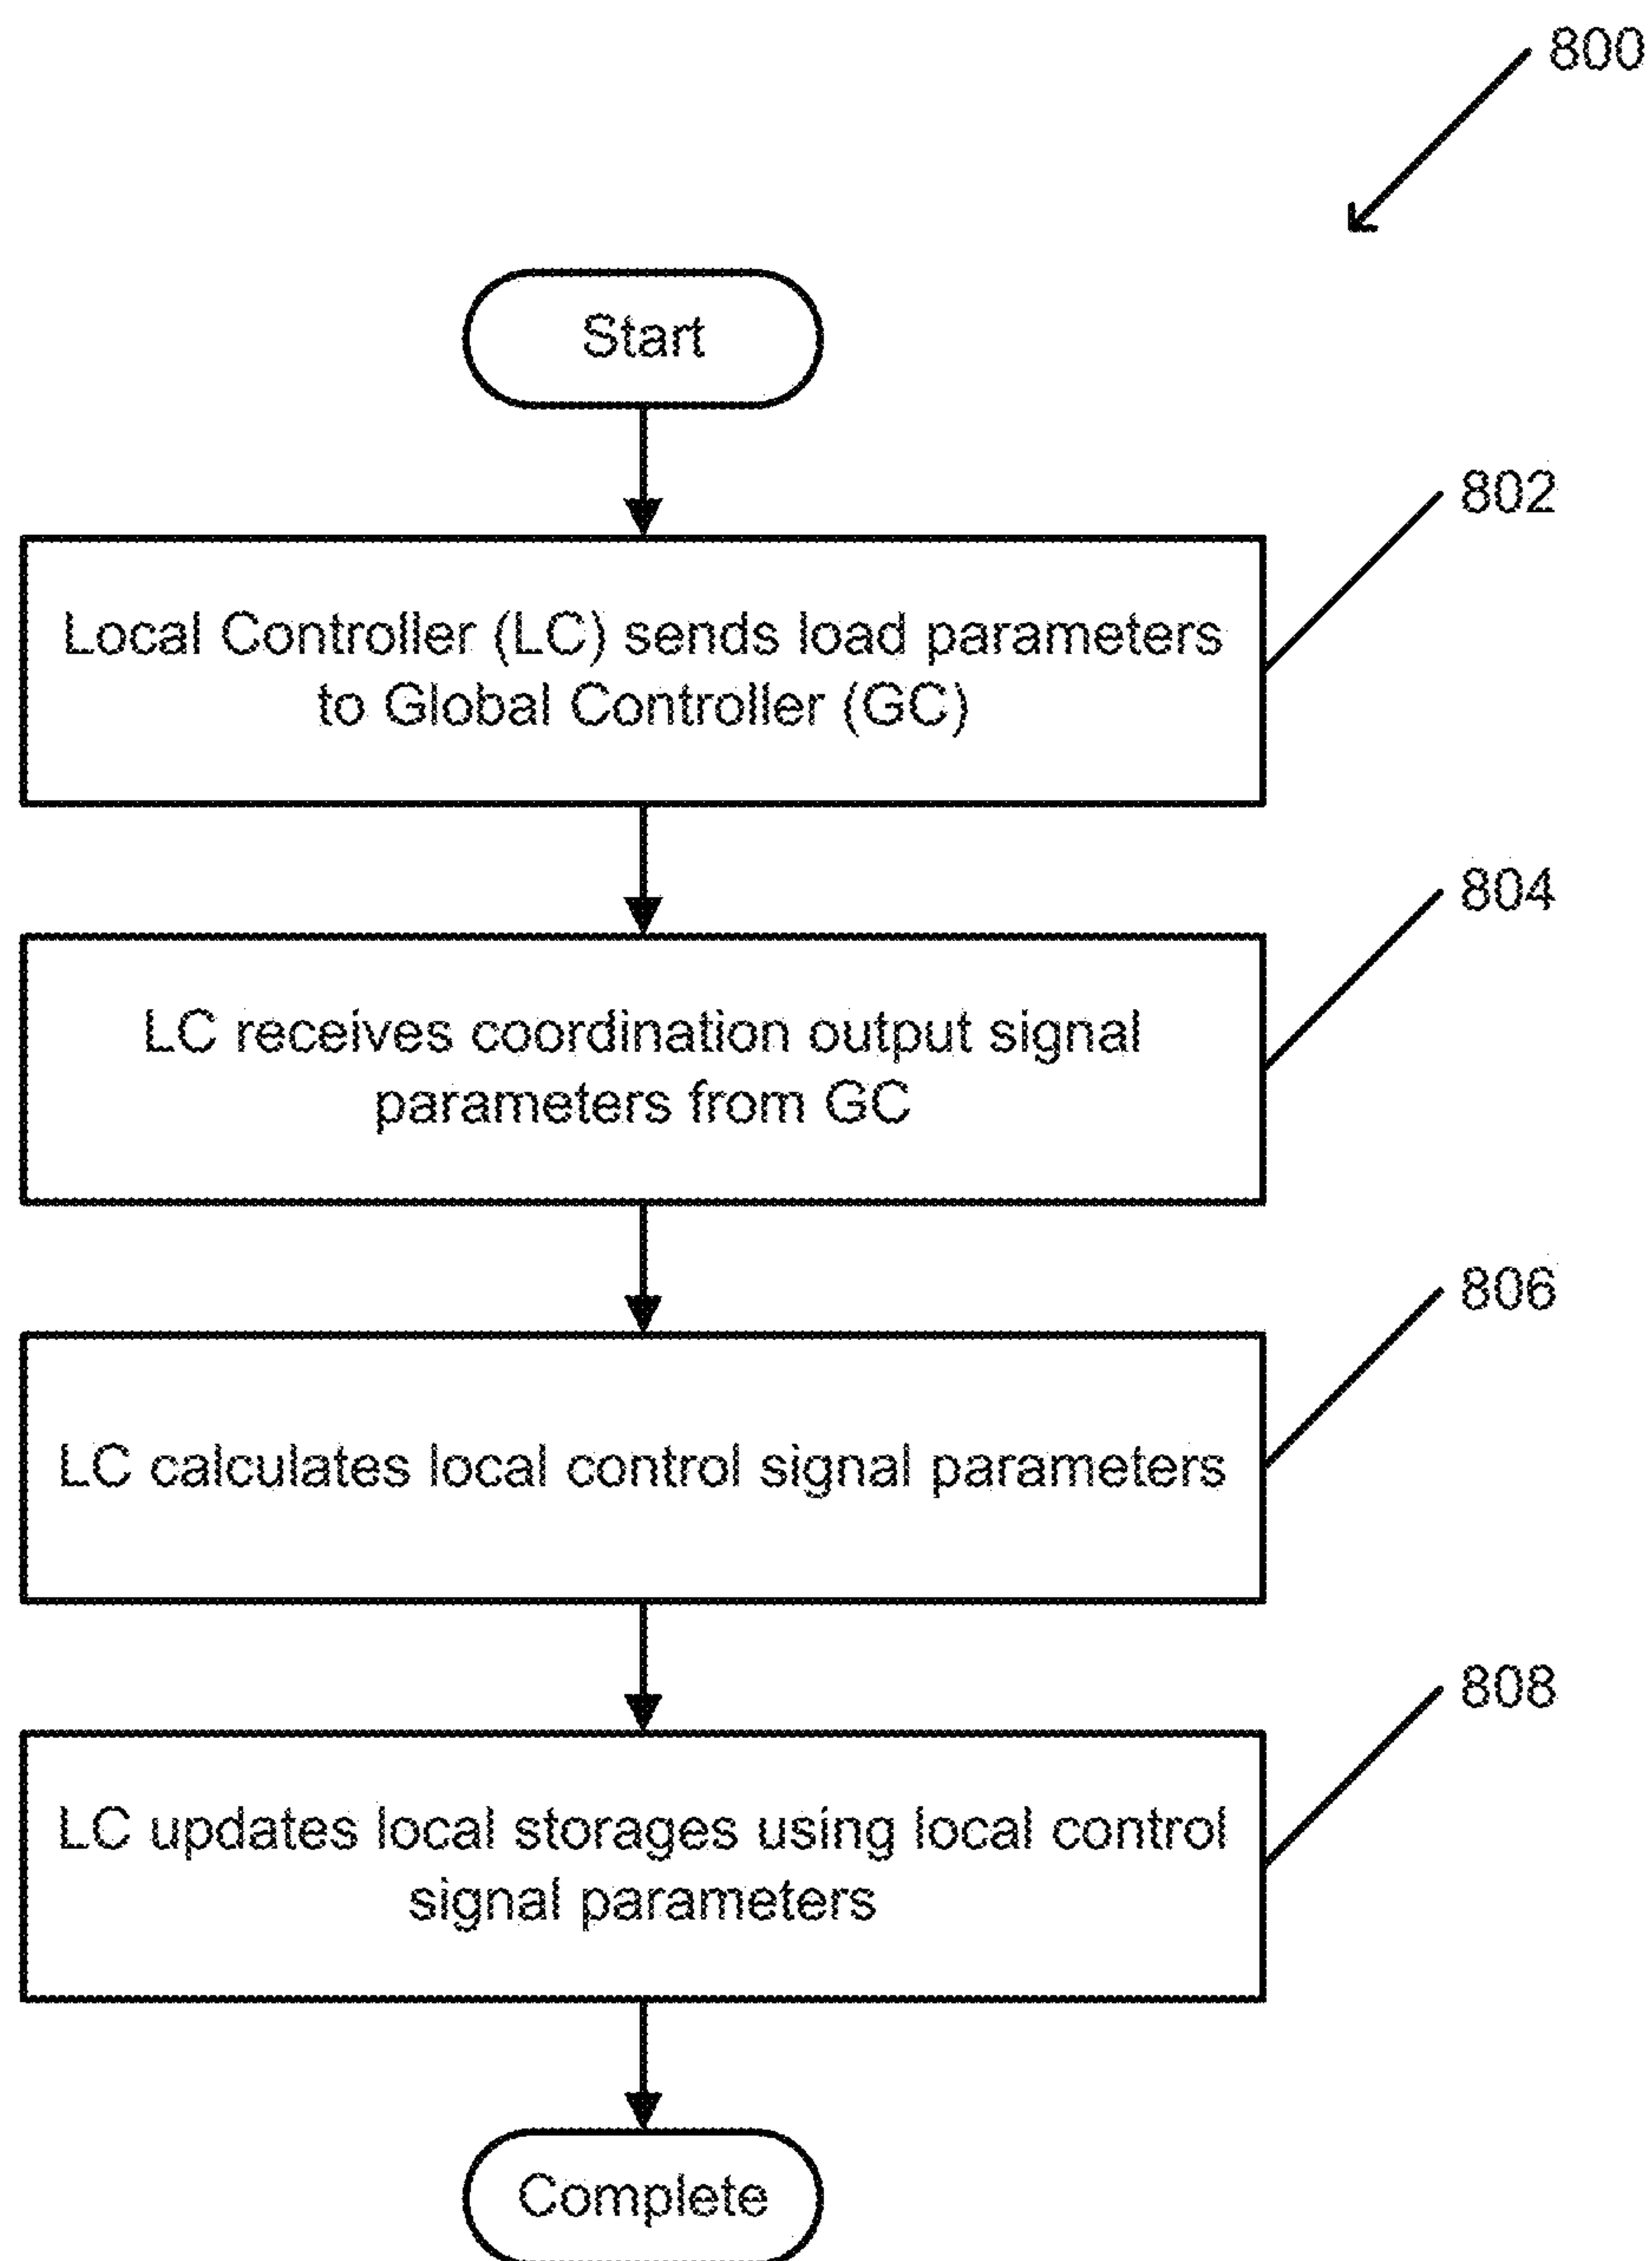 800
Start
802
Local Controller (LC) sends load parameters
to Global Controller (GC)
804
LC receives coordination output signal
parameters from GC
806
LC calculates local control signal parameters
808
LC updates local storages using local control
signal parameters
Complete